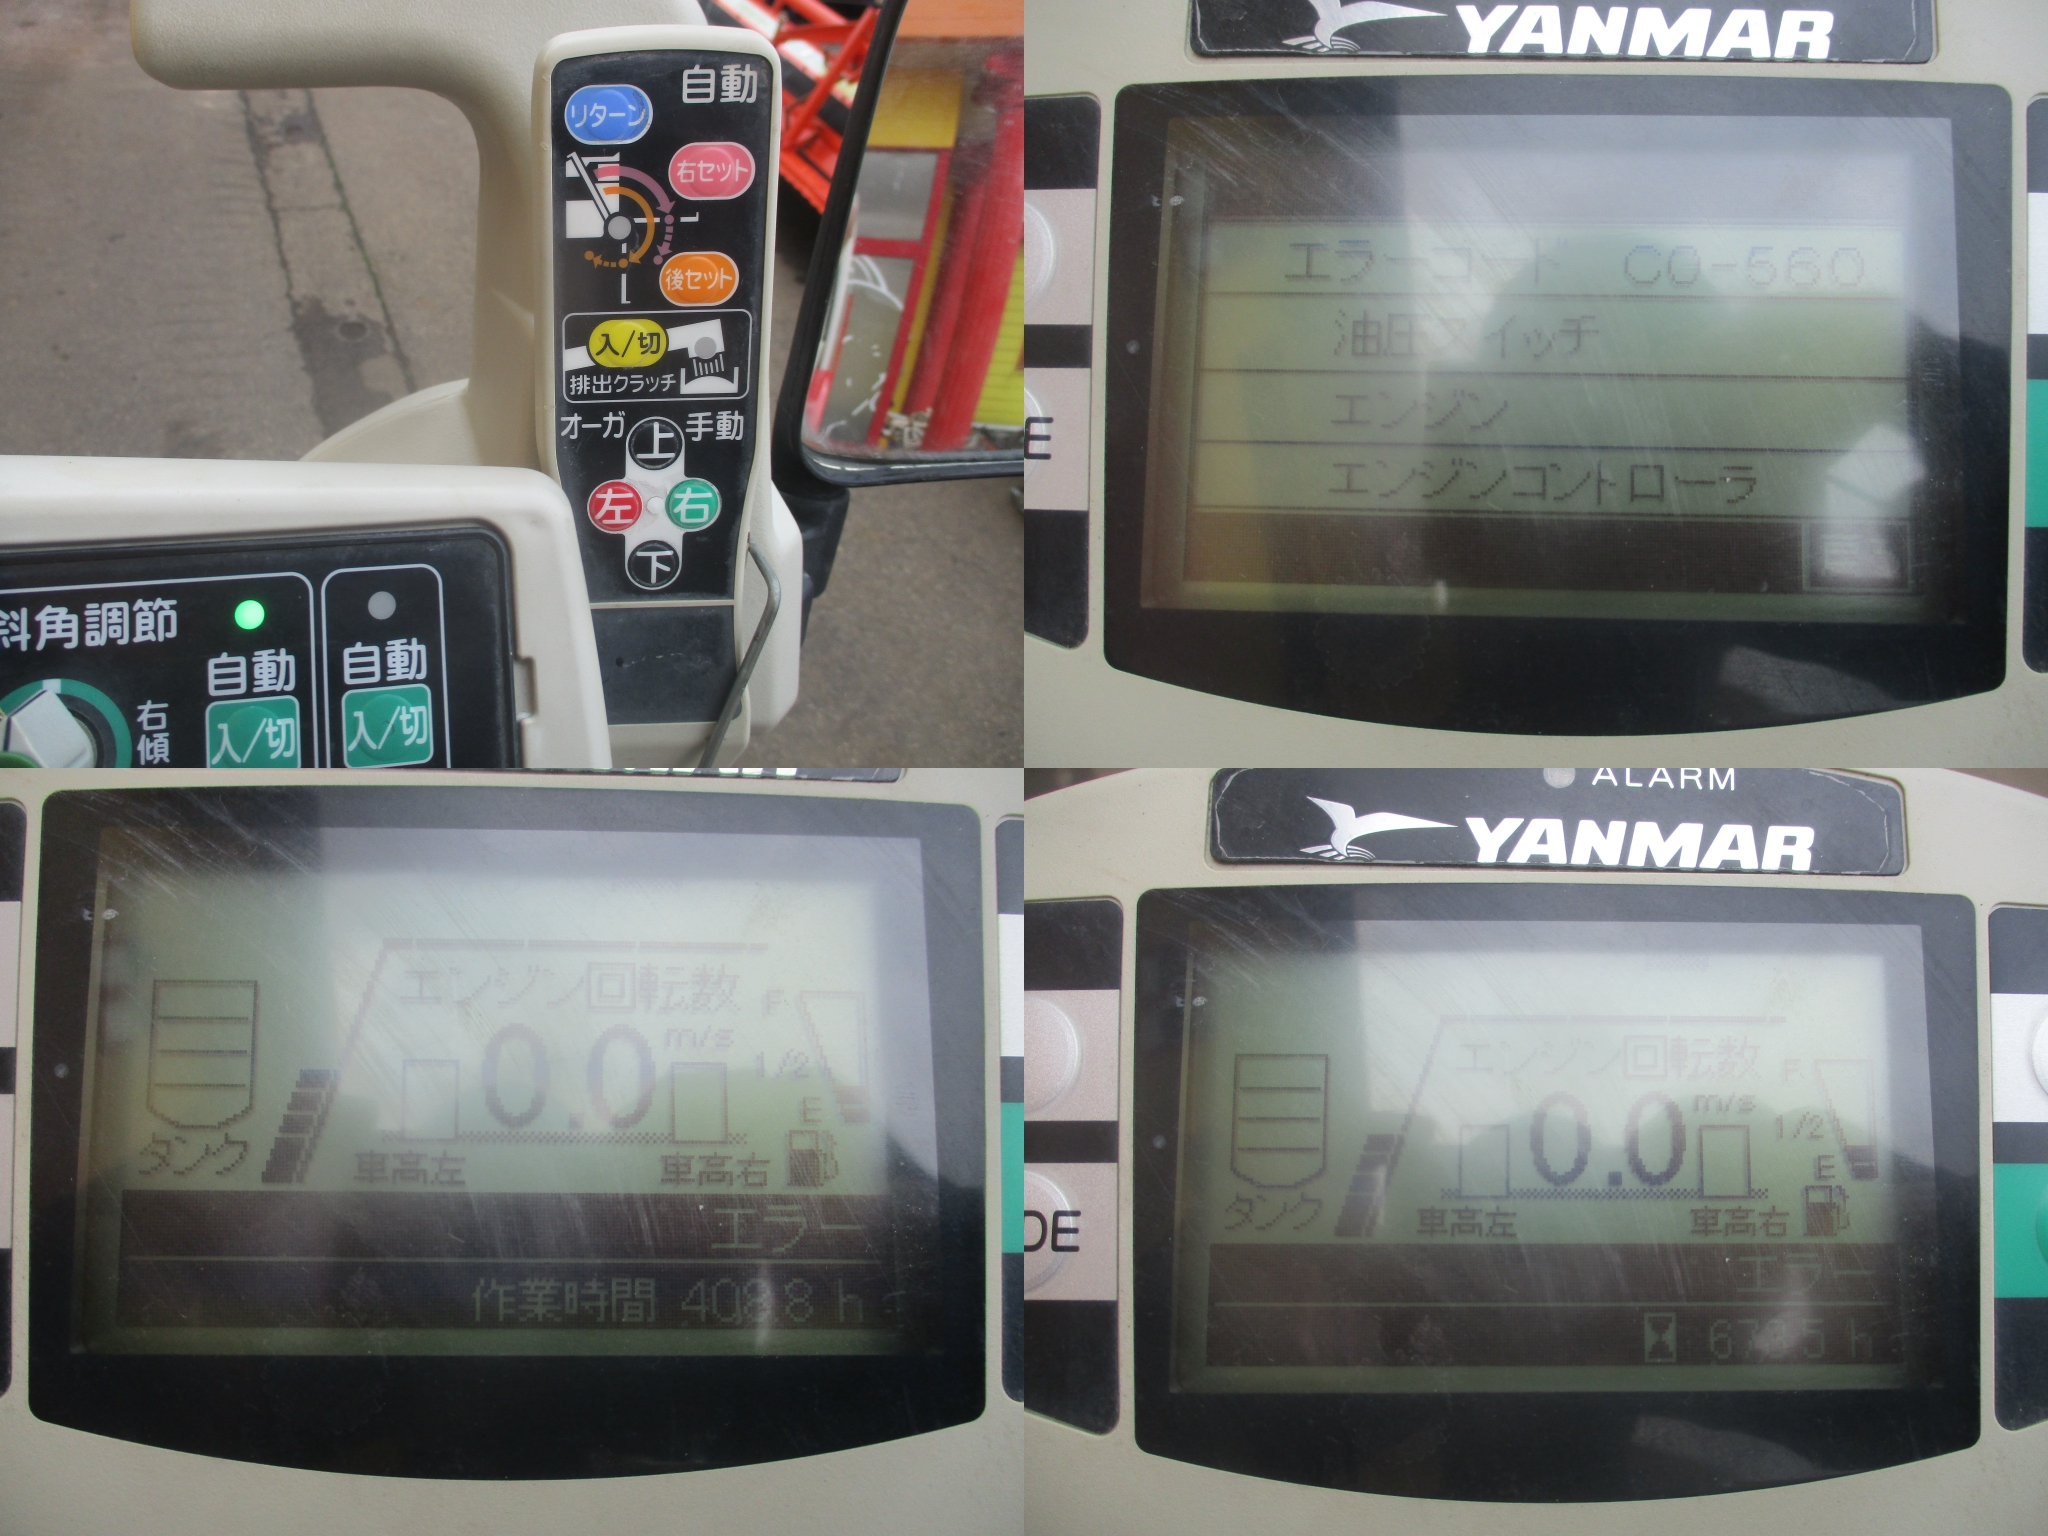 自動
リターン
右セット
後セット
入/切
排出クラッチ
オーガ 手動
上
左 右
下
斜角調節
自動 自動
右傾
入/切 入/切
YANMAR
エラーコード C0-560
油圧スイッチ
エンジン
エンジンコントローラ
E
エンジン回転数
0.0 m/s
F
1/2
E
タンク
車高左 車高右
エラー
作業時間 408.8 h
ALARM
YANMAR
エンジン回転数
0.0 m/s
F
1/2
E
タンク
車高左 車高右
DE
エラー